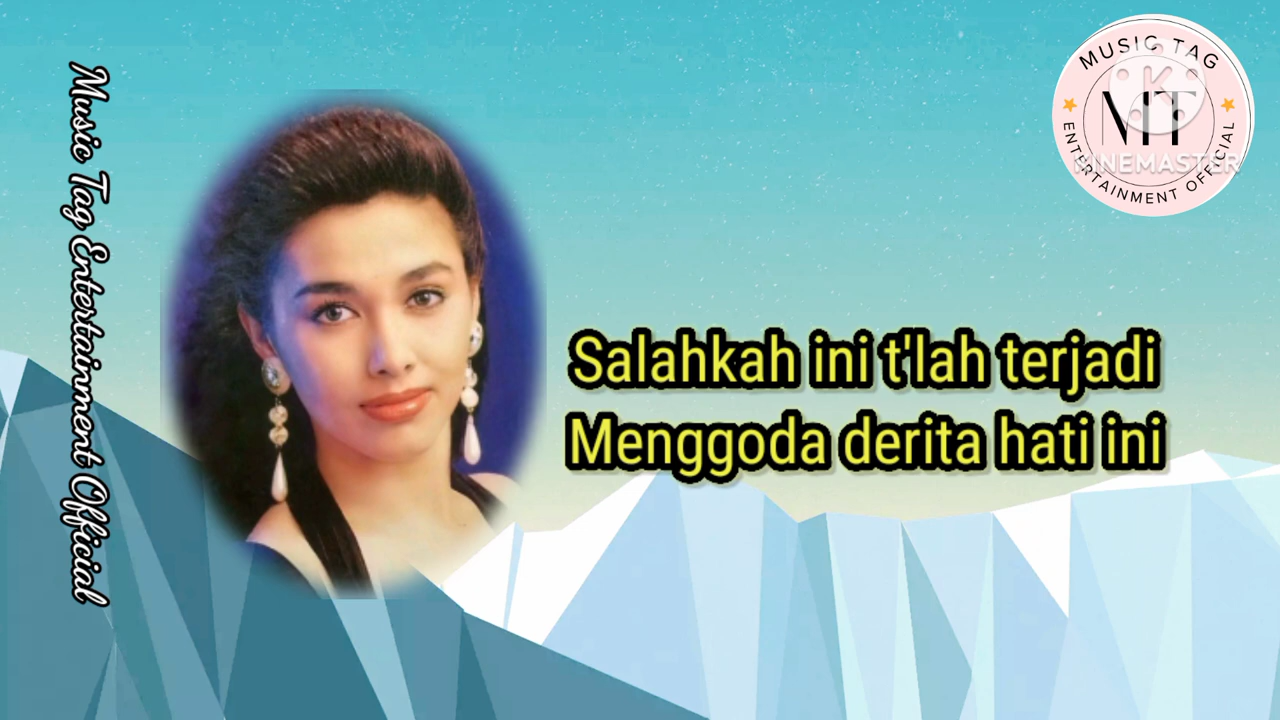 Music Tag Entertainment Official
MUSIC TAG
MT
K
KINEMASTER
ENTERTAINMENT OFFICIAL
Salahkah ini t'lah terjadi
Menggoda derita hati ini